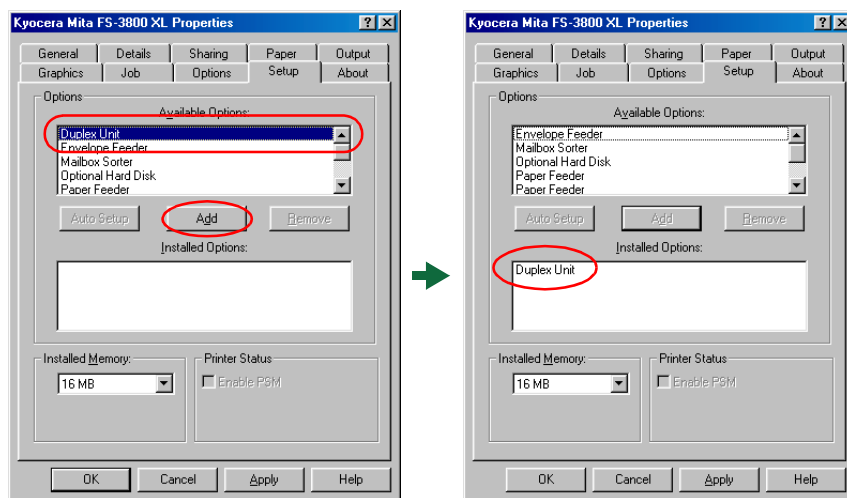 Kyocera Mita FS-3800 XL Properties
General Details Sharing Paper Output
Graphics Job Options Setup About
Options
Available Options:
Duplex Unit
Envelope Feeder
Mailbox Sorter
Optional Hard Disk
Paper Feeder
Auto Setup Add Remove
Installed Options:
Installed Memory:
16 MB
Printer Status
Enable PSM
OK Cancel Apply Help
Kyocera Mita FS-3800 XL Properties
General Details Sharing Paper Output
Graphics Job Options Setup About
Options
Available Options:
Envelope Feeder
Mailbox Sorter
Optional Hard Disk
Paper Feeder
Paper Feeder
Auto Setup Add Remove
Installed Options:
Duplex Unit
Installed Memory:
16 MB
Printer Status
Enable PSM
OK Cancel Apply Help